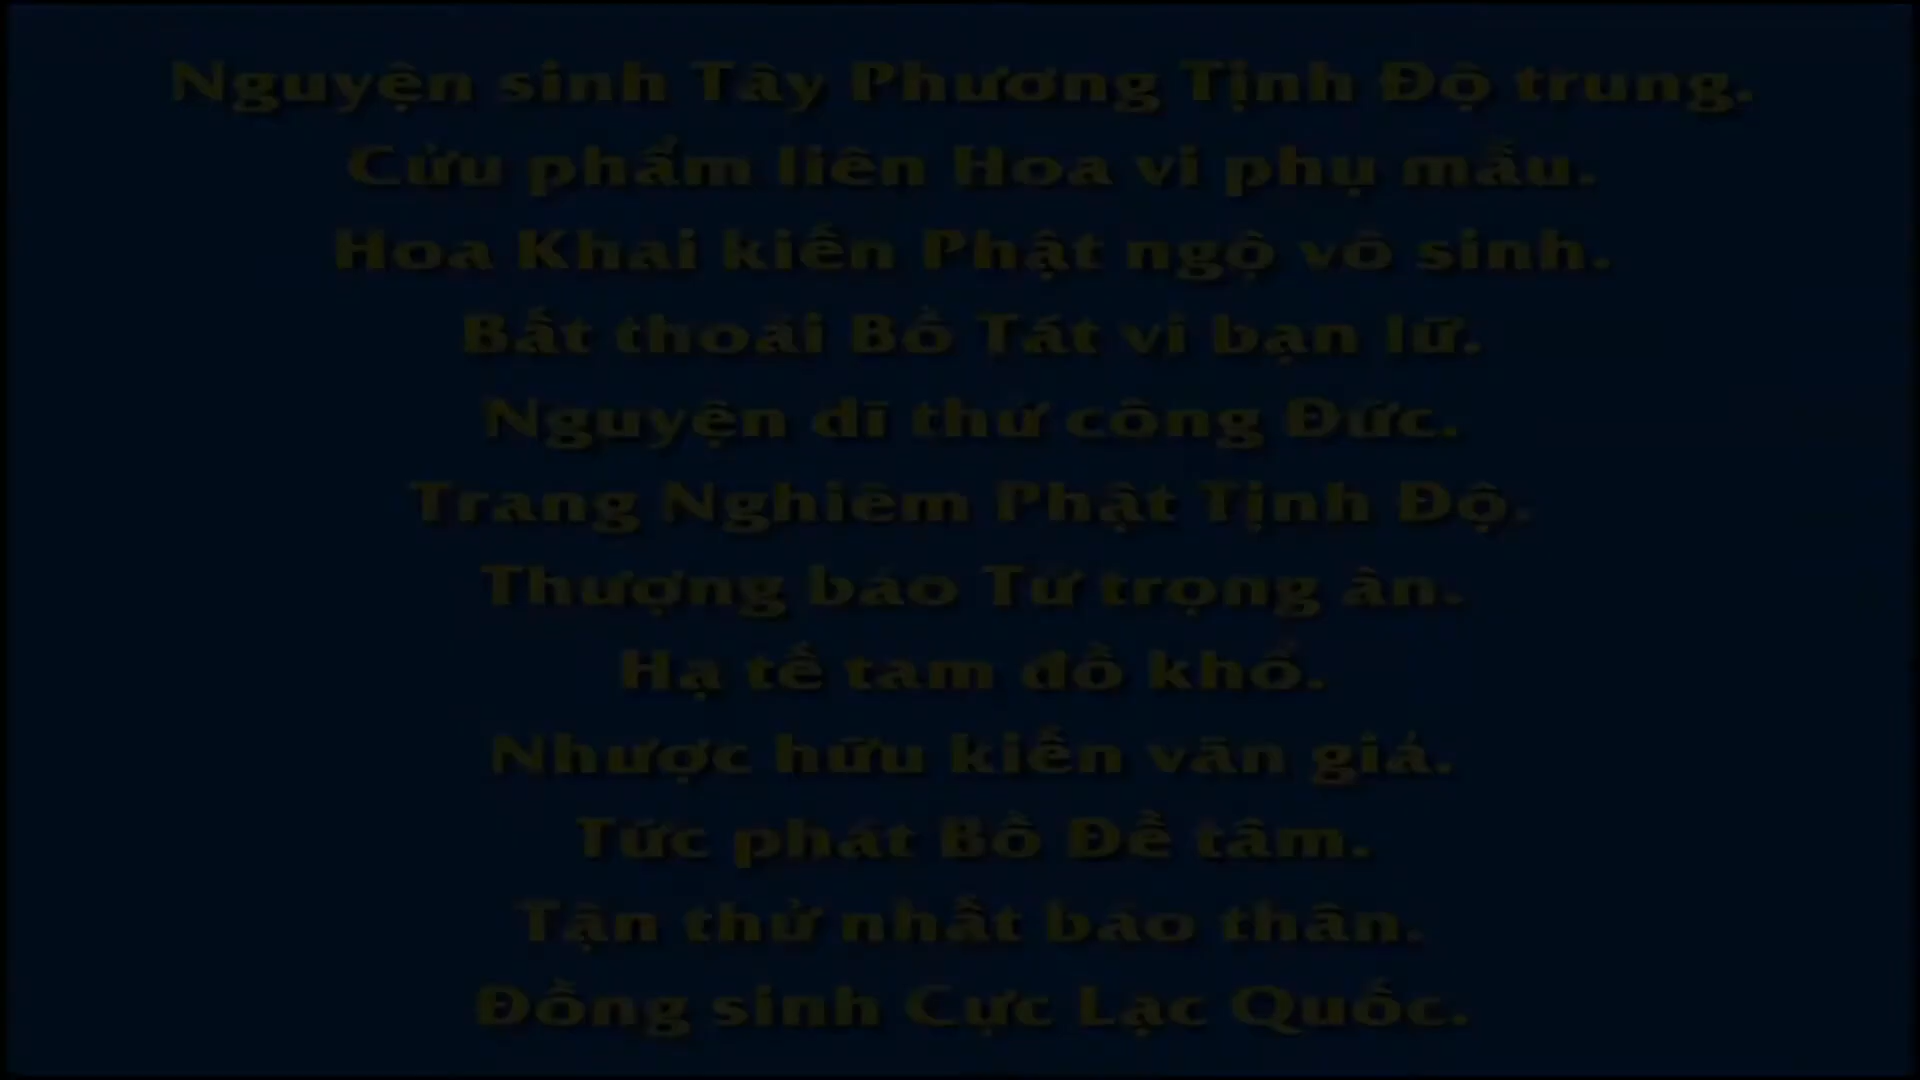 Nguyện sinh Tây Phương Tịnh Độ trung.
Cửu phẩm liên Hoa vi phụ mẫu.
Hoa Khai kiến Phật ngộ vô sinh.
Bất thoái Bồ Tát vi bạn lữ.
Nguyện dĩ thử công Đức.
Trang Nghiêm Phật Tịnh Độ.
Thượng báo Tứ trọng ân.
Hạ tế tam đồ khổ.
Nhược hữu kiến văn giả.
Tức phát Bồ Đề tâm.
Tận thử nhất báo thân.
Đồng sinh Cực Lạc Quốc.